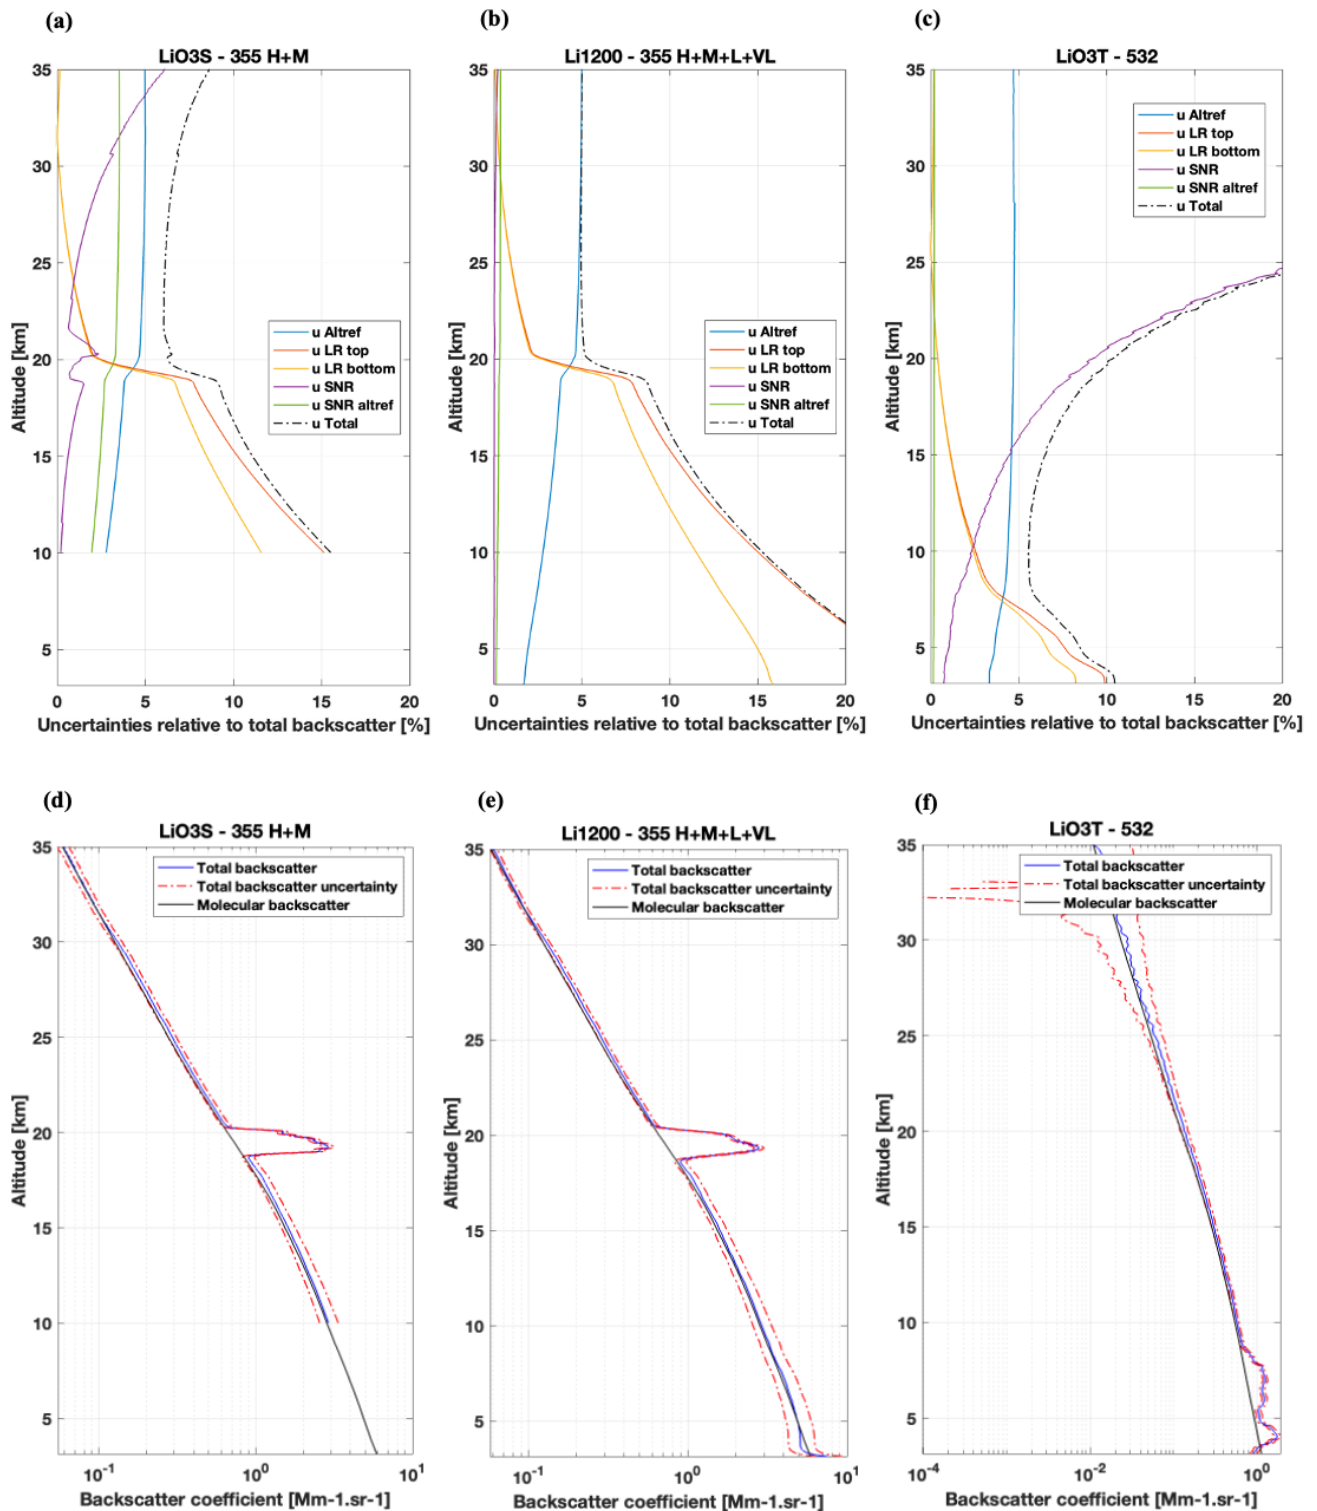 (a)
LiO3S - 355 H+M
35
30
25
20
15
10
5
0 5 10 15 20
Altitude [km]
Uncertainties relative to total backscatter [%]
u Altref
u LR top
u LR bottom
u SNR
u SNR altref
u Total
(b)
Li1200 - 355 H+M+L+VL
35
30
25
20
15
10
5
0 5 10 15 20
Altitude [km]
Uncertainties relative to total backscatter [%]
u Altref
u LR top
u LR bottom
u SNR
u SNR altref
u Total
(c)
LiO3T - 532
35
30
25
20
15
10
5
0 5 10 15 20
Altitude [km]
Uncertainties relative to total backscatter [%]
u Altref
u LR top
u LR bottom
u SNR
u SNR altref
u Total
(d)
LiO3S - 355 H+M
35
30
25
20
15
10
5
10-1 100 101
Altitude [km]
Backscatter coefficient [Mm-1.sr-1]
Total backscatter
Total backscatter uncertainty
Molecular backscatter
(e)
Li1200 - 355 H+M+L+VL
35
30
25
20
15
10
5
10-1 100 101
Altitude [km]
Backscatter coefficient [Mm-1.sr-1]
Total backscatter
Total backscatter uncertainty
Molecular backscatter
(f)
LiO3T - 532
35
30
25
20
15
10
5
10-4 10-2 100
Altitude [km]
Backscatter coefficient [Mm-1.sr-1]
Total backscatter
Total backscatter uncertainty
Molecular backscatter